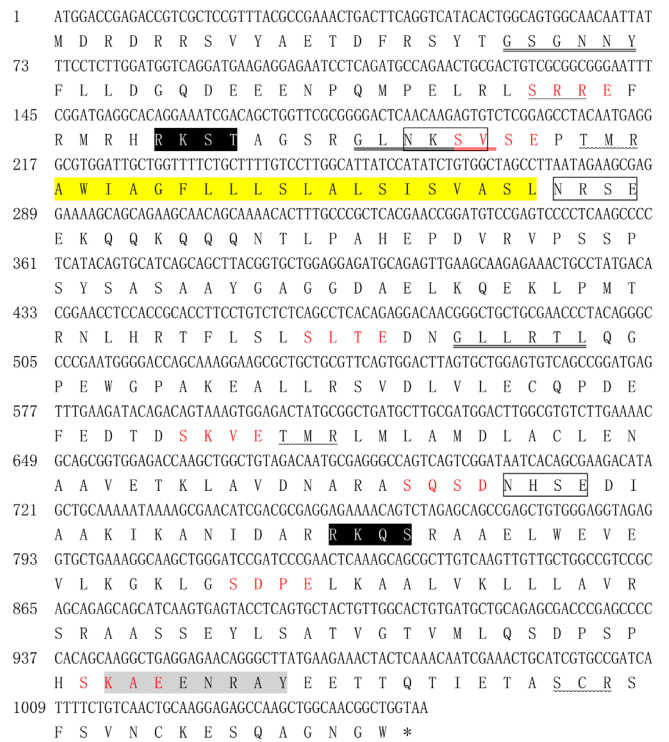 1 ATGGACCGAGACCGTCGCTCCGTTTACGCCGAAACTGACTTCAGGTCATACACTGGCAGTGGCAACAATTAT
M D R D R R S V Y A E T D F R S Y T G S G N N Y
73 TTCCTCTTGGATGGTCAGGATGAAGAGGAGAATCCTCAGATGCCAGAACTGCGACTGTCGCGGCGGGAATTT
F L L D G Q D E E E N P Q M P E L R L S R R E F
145 CGGATGAGGCACAGGAAATCGACAGCTGGTTCGCGGGGACTCAACAAGAGTGTCTCGGAGCCTACAATGAGG
R M R H R K S T A G S R G L N K S V S E P T M R
217 GCGTGGATTGCTGGTTTTCTGCTTTTGTCCTTGGCATTATCCATATCTGTGGCTAGCCTTAATAGAAGCGAG
A W I A G F L L L S L A L S I S V A S L N R S E
289 GAAAAGCAGCAGAAGCAACAGCAAAACACTTTGCCCGCTCACGAACCGGATGTCCGAGTCCCCTCAAGCCCC
E K Q Q K Q Q Q N T L P A H E P D V R V P S S P
361 TCATACAGTGCATCAGCAGCTTACGGTGCTGGAGGAGATGCAGAGTTGAAGCAAGAGAAACTGCCTATGACA
S Y S A S A A Y G A G G D A E L K Q E K L P M T
433 CGGAACCTCCACCGCACCTTCCTGTCTCTCAGCCTCACAGAGGACAACGGGCTGCTGCGAACCCTACAGGGC
R N L H R T F L S L S L T E D N G L L R T L Q G
505 CCCGAATGGGGACCAGCAAAGGAAGCGCTGCTGCGTTCAGTGGACTTAGTGCTGGAGTGTCAGCCGGATGAG
P E W G P A K E A L L R S V D L V L E C Q P D E
577 TTTGAAGATACAGACAGTAAAGTGGAGACTATGCGGCTGATGCTTGCGATGGACTTGGCGTGTCTTGAAAAC
F E D T D S K V E T M R L M L A M D L A C L E N
649 GCAGCGGTGGAGACCAAGCTGGCTGTAGACAATGCGAGGGCCAGTCAGTCGGATAATCACAGCGAAGACATA
A A V E T K L A V D N A R A S Q S D N H S E D I
721 GCTGCAAAAATAAAAGCGAACATCGACGCGAGGAGAAAACAGTCTAGAGCAGCCGAGCTGTGGGAGGTAGAG
A A K I K A N I D A R R K Q S R A A E L W E V E
793 GTGCTGAAAGGCAAGCTGGGATCCGATCCCGAACTCAAAGCAGCGCTTGTCAAGTTGTTGCTGGCCGTCCGC
V L K G K L G S D P E L K A A L V K L L L A V R
865 AGCAGAGCAGCATCAAGTGAGTACCTCAGTGCTACTGTTGGCACTGTGATGCTGCAGAGCGACCCGAGCCCC
S R A A S S E Y L S A T V G T V M L Q S D P S P
937 CACAGCAAGGCTGAGGAGAACAGGGCTTATGAAGAAACTACTCAAACAATCGAAACTGCATCGTGCCGATCA
H S K A E E N R A Y E E T T Q T I E T A S C R S
1009 TTTTCTGTCAACTGCAAGGAGAGCCAAGCTGGCAACGGCTGGTAA
F S V N C K E S Q A G N G W *